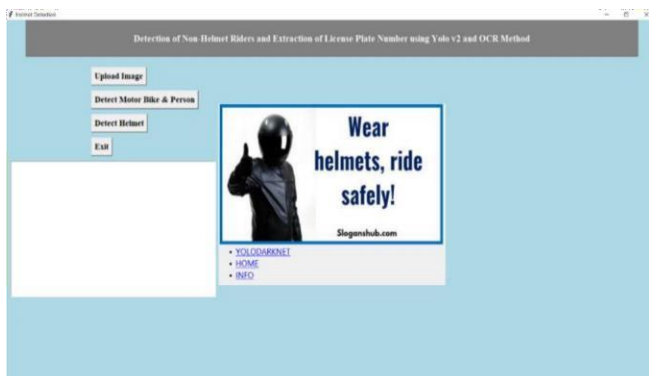 Helmet Detection
Detection of Non-Helmet Riders and Extraction of License Plate Number using Yolo v2 and OCR Method
Upload Image
Detect Motor Bike & Person
Detect Helmet
Exit
Wear
helmets, ride
safely!
Sloganshub.com
YOLODARKNET
HOME
INFO